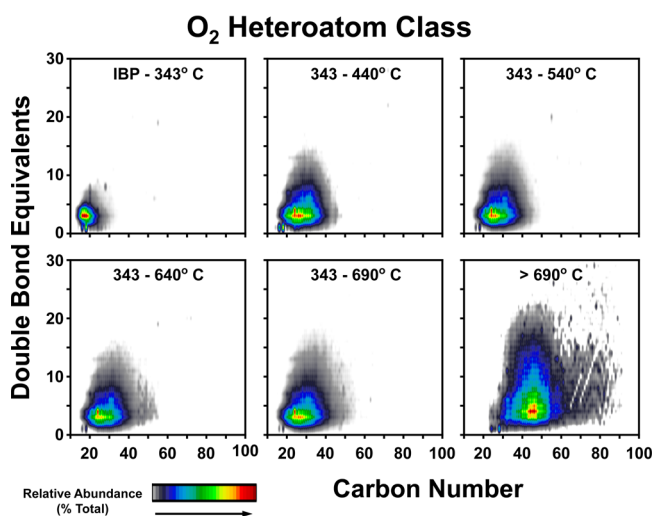 O₂ Heteroatom Class
IBP - 343° C
343 - 440° C
343 - 540° C
30
20
10
0
Double Bond Equivalents
343 - 640° C
343 - 690° C
> 690° C
30
20
10
0
20 40 60 80 100
20 40 60 80 100
20 40 60 80 100
Relative Abundance
(% Total)
Carbon Number